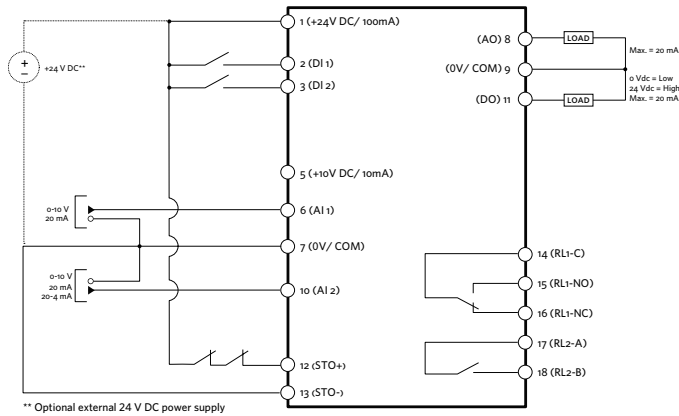 1 (+24V DC/ 100mA)
2 (DI 1)
3 (DI 2)
+24 V DC**
+
−
5 (+10V DC/ 10mA)
0-10 V
20 mA
6 (AI 1)
7 (0V/ COM)
0-10 V
20 mA
20-4 mA
10 (AI 2)
12 (STO+)
13 (STO-)
** Optional external 24 V DC power supply
(AO) 8
LOAD
Max. = 20 mA
(0V/ COM) 9
0 Vdc = Low
24 Vdc = High
Max. = 20 mA
(DO) 11
LOAD
14 (RL1-C)
15 (RL1-NO)
16 (RL1-NC)
17 (RL2-A)
18 (RL2-B)